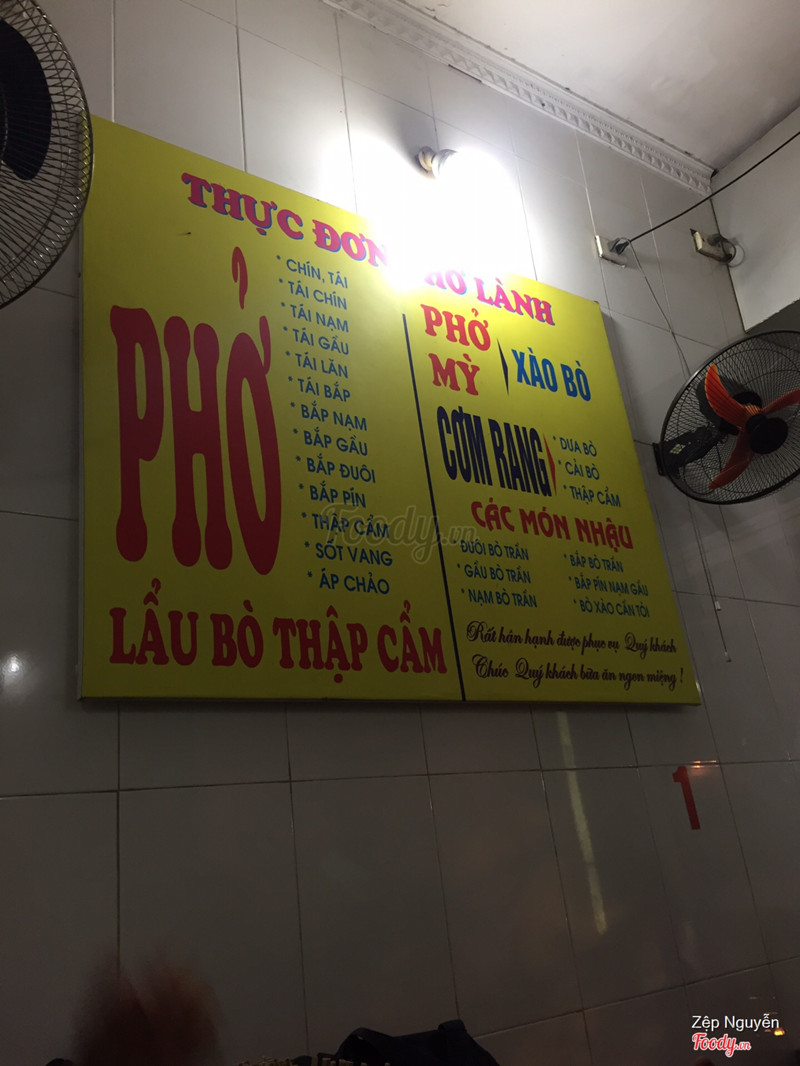 THỰC ĐƠN
LÀNH
PHỞ
* CHÍN, TÁI
* TÁI CHÍN
* TÁI NẠM
* TÁI GẦU
* TÁI LĂN
* TÁI BẮP
* BẮP NẠM
* BẮP GẦU
* BẮP ĐUÔI
* BẮP PÍN
* THẬP CẨM
* SỐT VANG
* ÁP CHẢO
LẨU BÒ THẬP CẨM
PHỞ
MỲ
XÀO BÒ
CƠM RANG
* DƯA BÒ
* CẢI BÒ
* THẬP CẨM
CÁC MÓN NHẬU
* ĐUÔI BÒ TRẦN
* GẦU BÒ TRẦN
* NẠM BÒ TRẦN
* BẮP BÒ TRẦN
* BẮP PÍN NẠM GẦU
* BÒ XÀO CẦN TỎI
Rất hân hạnh được phục vụ Quý khách
Chúc Quý khách bữa ăn ngon miệng !
1
Foody.vn
Zệp Nguyễn
Foody.vn